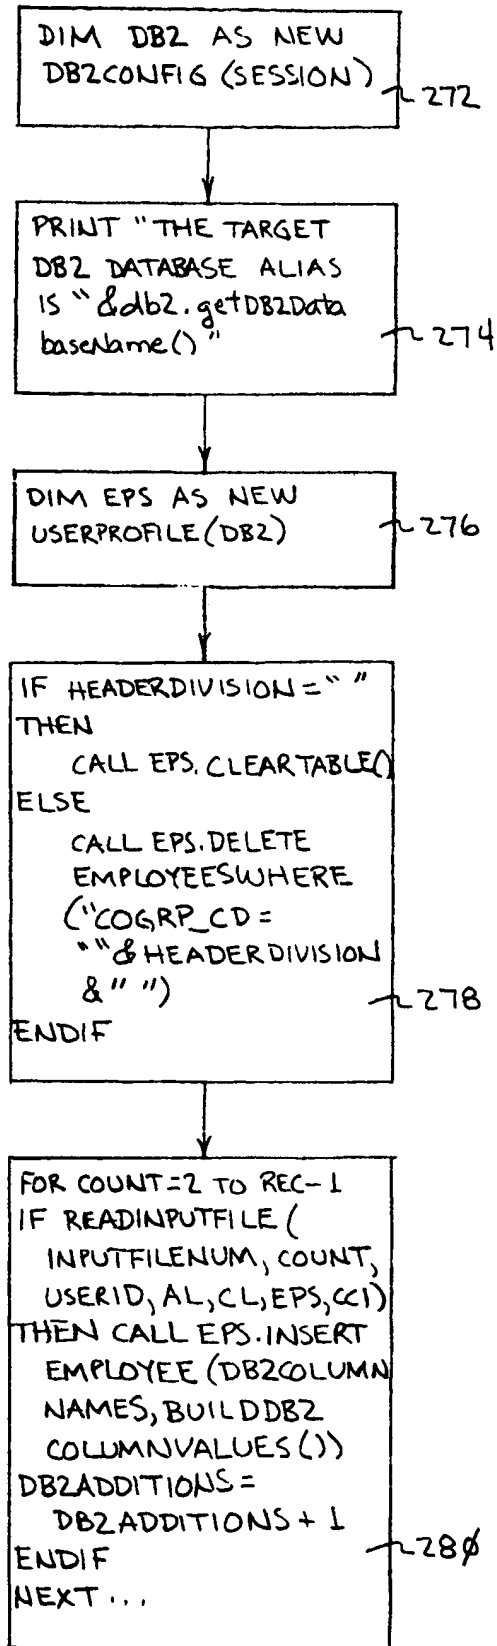 DIM DB2 AS NEW
DB2CONFIG (SESSION)
272
PRINT "THE TARGET
DB2 DATABASE ALIAS
IS "&db2.getDB2Data
baseName()"
274
DIM EPS AS NEW
USERPROFILE(DB2)
276
IF HEADERDIVISION=" "
THEN
CALL EPS.CLEARTABLE()
ELSE
CALL EPS.DELETE
EMPLOYEESWHERE
("COGRP_CD=
"""&HEADERDIVISION
&" ")
278
ENDIF
FOR COUNT=2 TO REC-1
IF READINPUTFILE(
INPUTFILENUM, COUNT,
USERID, AL, CL, EPS, CC1)
THEN CALL EPS.INSERT
EMPLOYEE (DB2COLUMN
NAMES, BUILDDB2
COLUMNVALUES())
DB2ADDITIONS=
DB2ADDITIONS+1
ENDIF
280
NEXT...